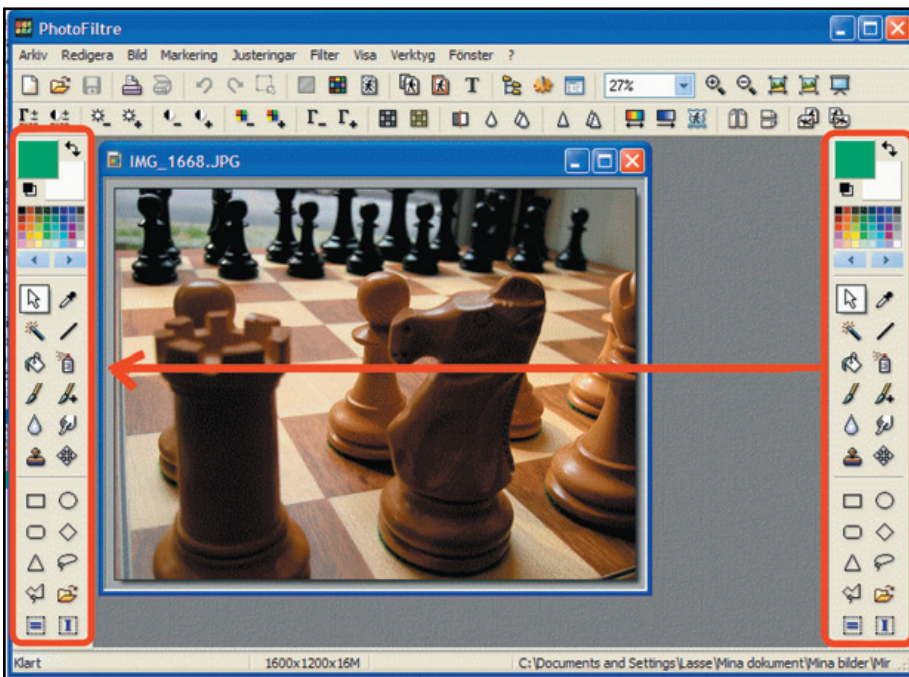 PhotoFiltre
Arkiv Redigera Bild Markering Justeringar Filter Visa Verktyg Fönster ?
T 27%
IMG_1668.JPG
Klart 1600x1200x16M C:\Documents and Settings\Lasse\Mina dokument\Mina bilder\Mir